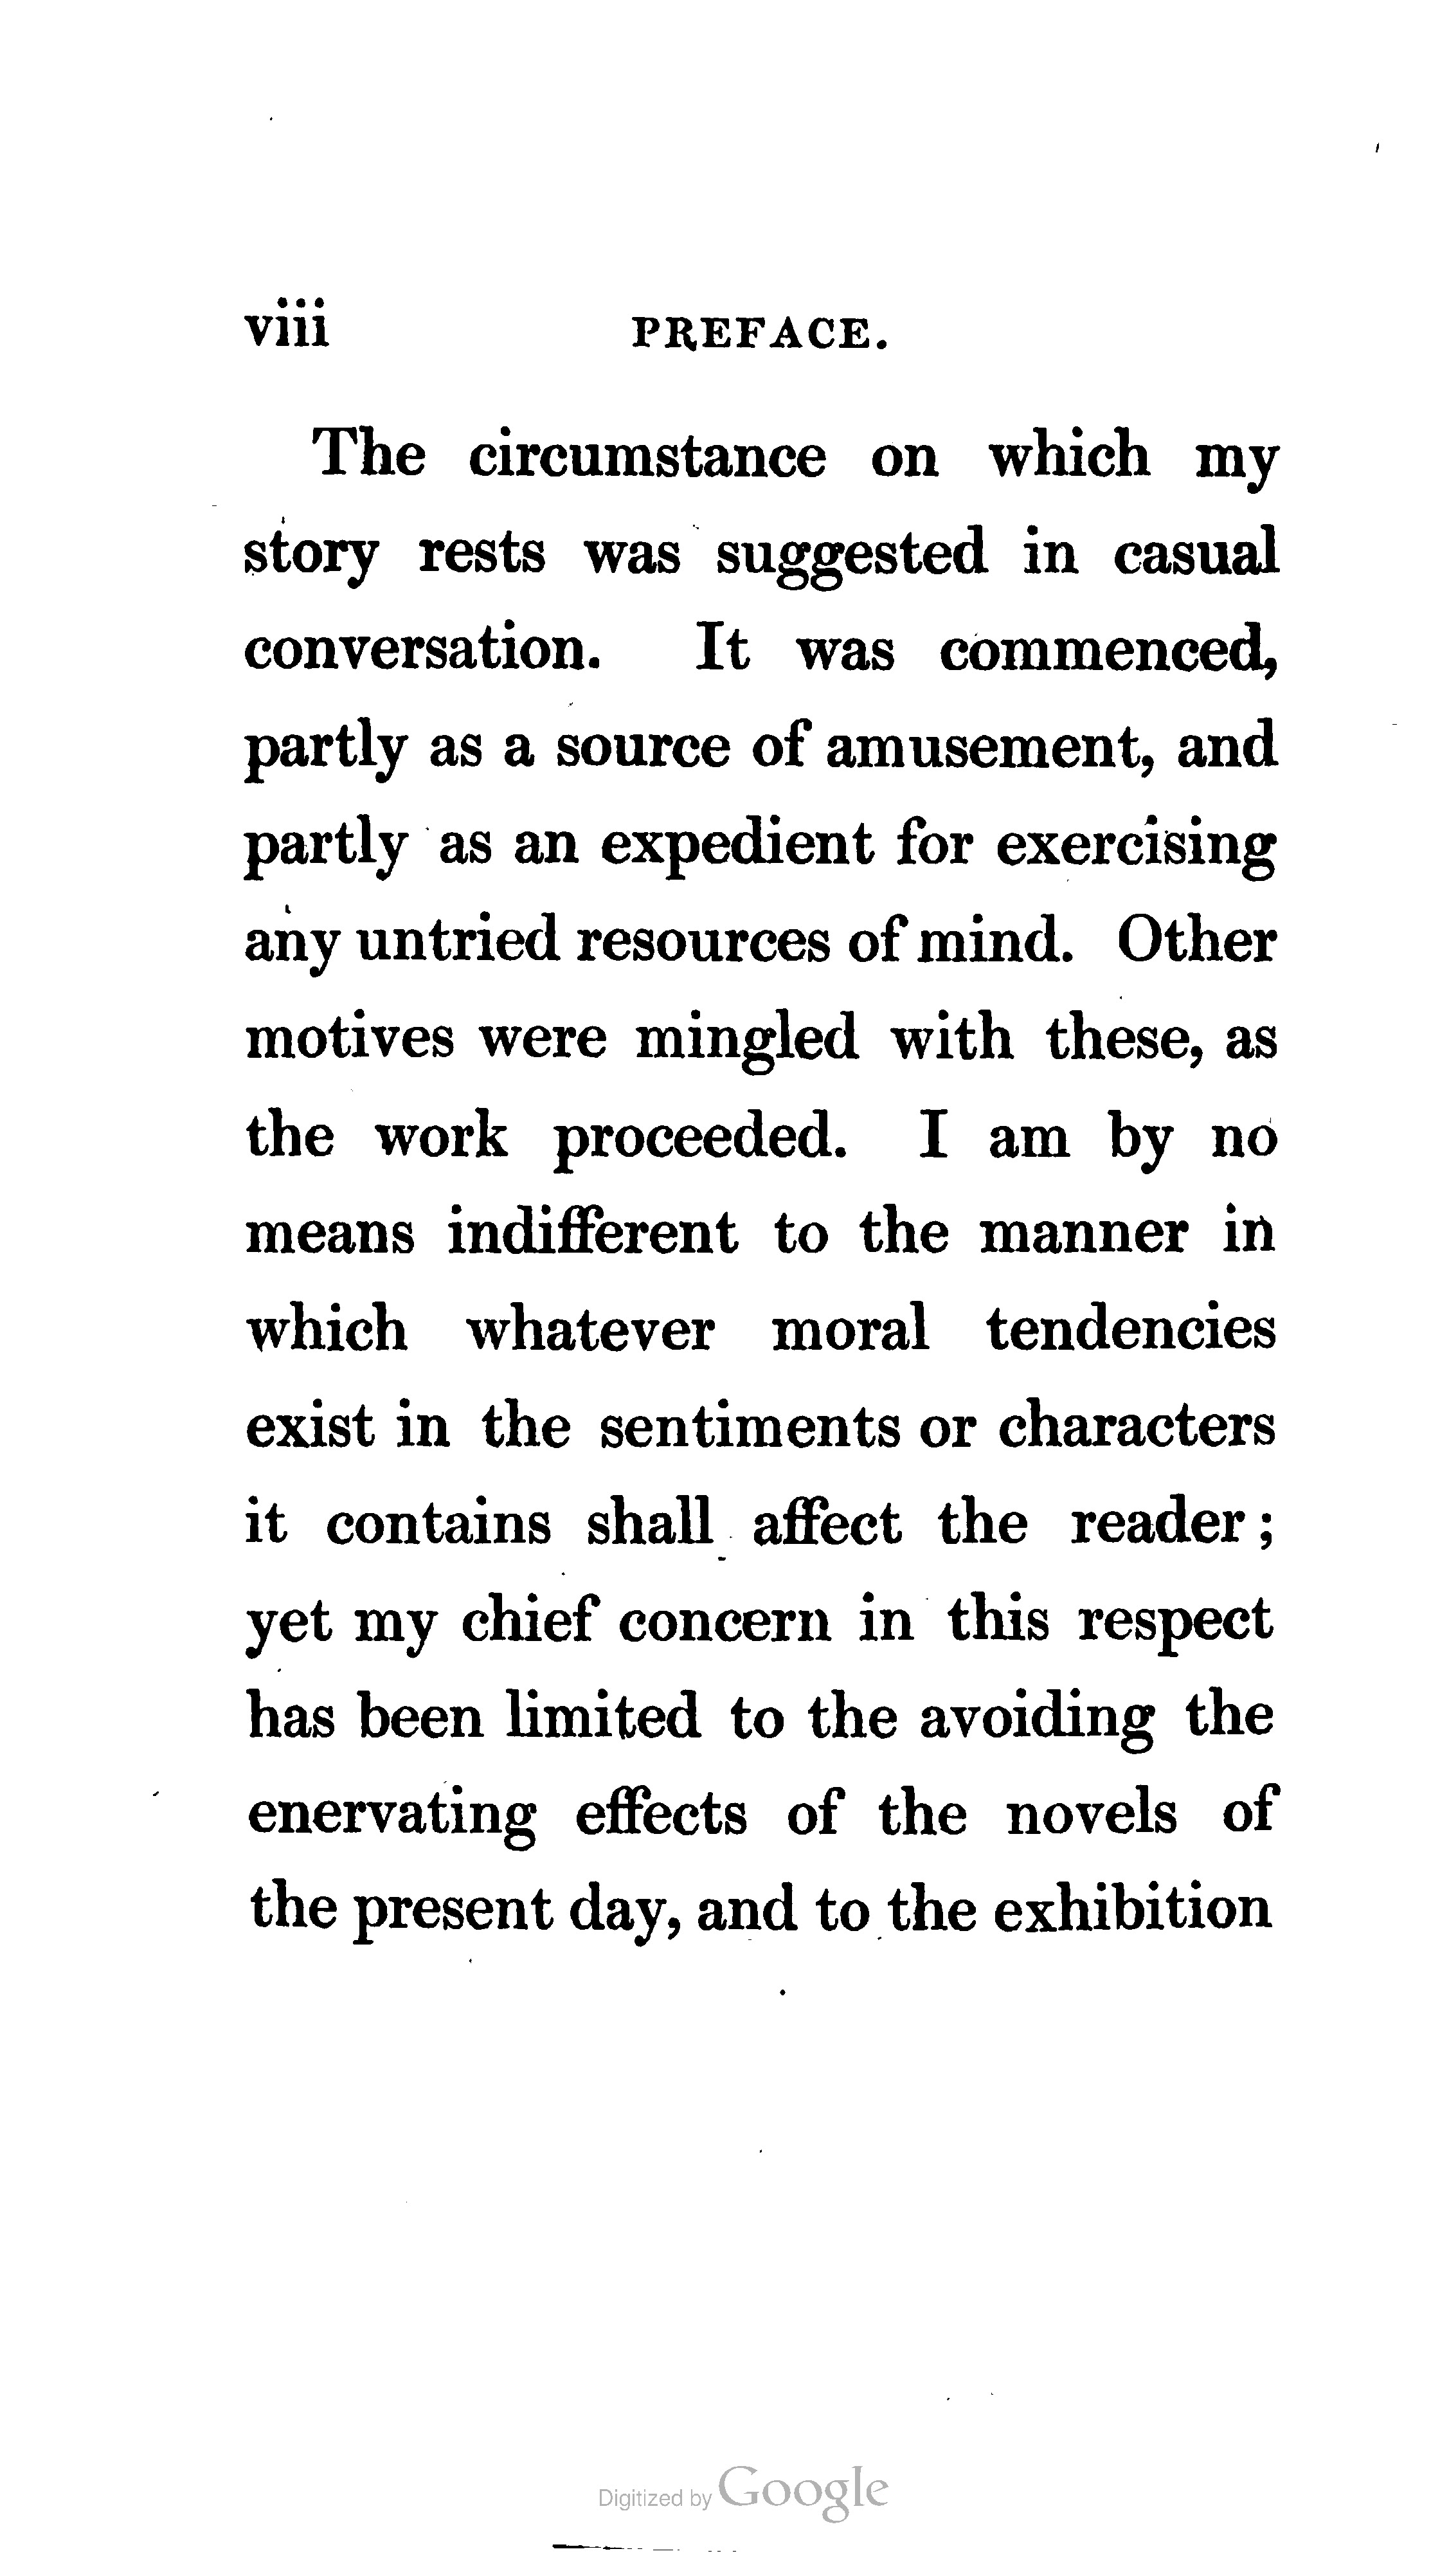 viii PREFACE.
The circumstance on which my
story rests was suggested in casual
conversation. It was commenced,
partly as a source of amusement, and
partly as an expedient for exercising
any untried resources of mind. Other
motives were mingled with these, as
the work proceeded. I am by no
means indifferent to the manner in
which whatever moral tendencies
exist in the sentiments or characters
it contains shall affect the reader;
yet my chief concern in this respect
has been limited to the avoiding the
enervating effects of the novels of
the present day, and to the exhibition
Digitized by Google